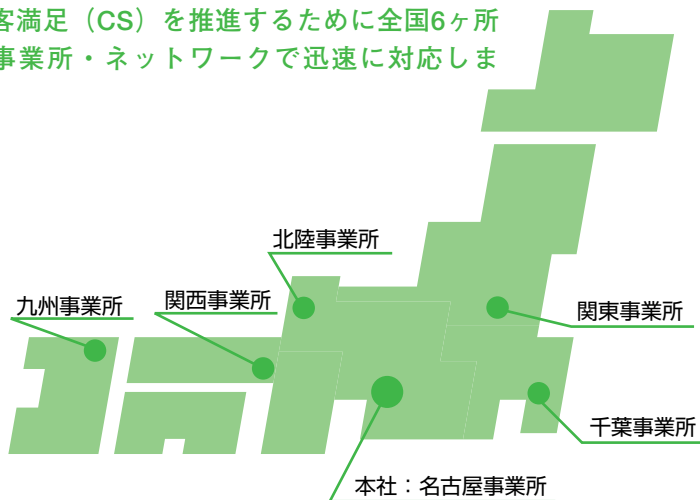 客満足（CS）を推進するために全国6ヶ所
事業所・ネットワークで迅速に対応しま
北陸事業所
九州事業所
関西事業所
関東事業所
千葉事業所
本社：名古屋事業所